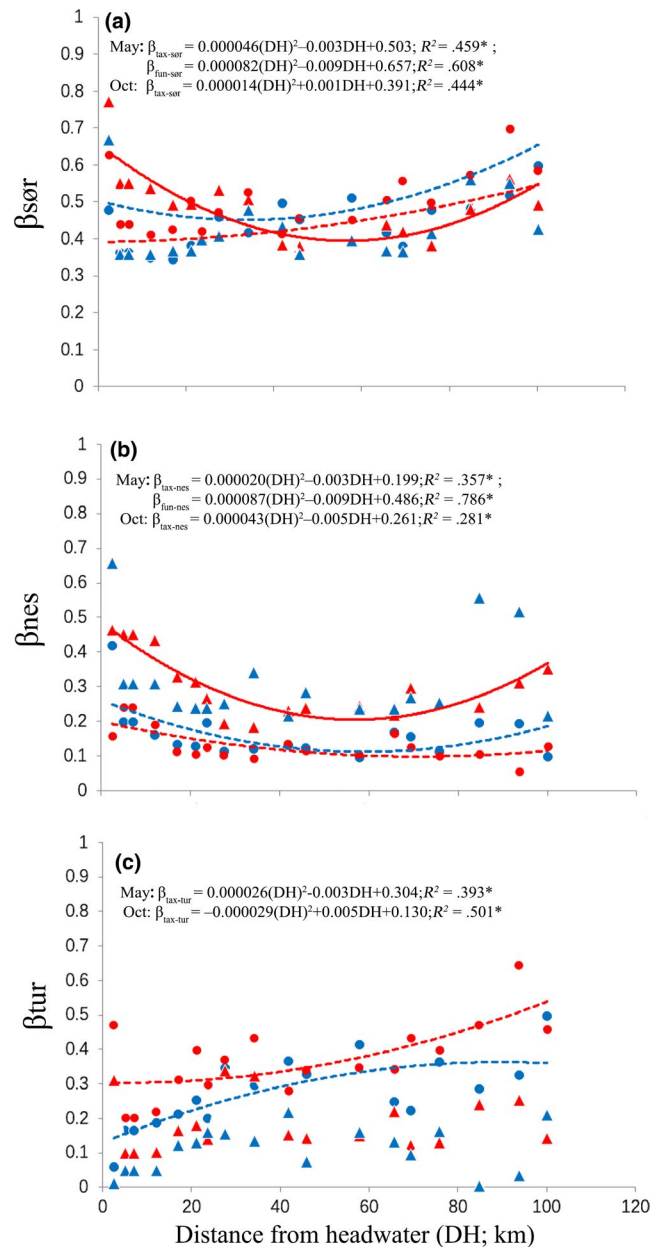 (a)
May: βtax-sør = 0.000046(DH)²–0.003DH+0.503; R² = .459* ;
βfun-sør = 0.000082(DH)²–0.009DH+0.657; R² = .608*
Oct: βtax-sør = 0.000014(DH)²+0.001DH+0.391; R² = .444*
1
0.9
0.8
0.7
0.6
0.5
0.4
0.3
0.2
0.1
0
βsør
(b)
May: βtax-nes = 0.000020(DH)²–0.003DH+0.199;R² = .357* ;
βfun-nes = 0.000087(DH)²–0.009DH+0.486;R² = .786*
Oct: βtax-nes = 0.000043(DH)²–0.005DH+0.261;R² = .281*
1
0.9
0.8
0.7
0.6
0.5
0.4
0.3
0.2
0.1
0
βnes
(c)
May: βtax-tur = 0.000026(DH)²-0.003DH+0.304;R² = .393*
Oct: βtax-tur = –0.000029(DH)²+0.005DH+0.130;R² = .501*
1
0.9
0.8
0.7
0.6
0.5
0.4
0.3
0.2
0.1
0
βtur
0 20 40 60 80 100 120
Distance from headwater (DH; km)